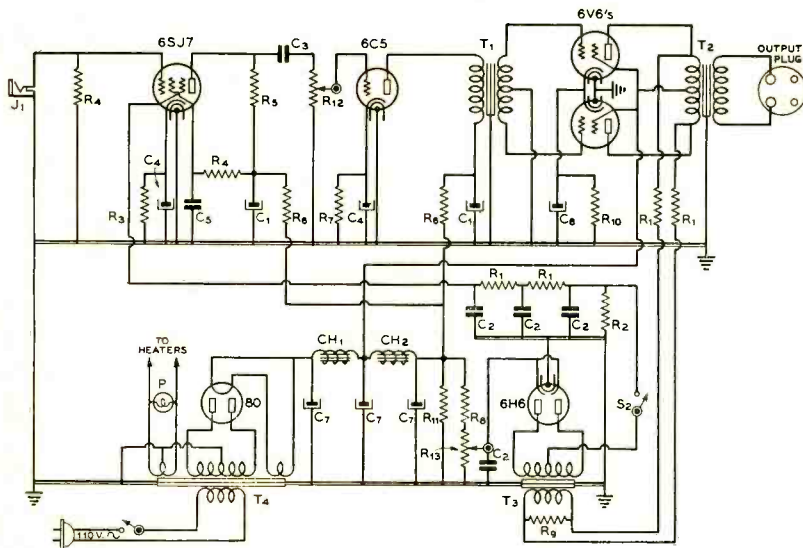 6SJ7
C3
6C5
T1
6V6's
T2
OUTPUT
PLUG
J1
R4
R5
R12
C4
R4
R3
C5
C1
R6
R7
C4
R6
C1
C8
R10
R1
R1
R1
R1
C2
C2
C2
R2
TO
HEATERS
P
80
CH1
CH2
C7
C7
C7
R11
R8
R13
C2
6H6
S2
T4
T3
R9
110V.